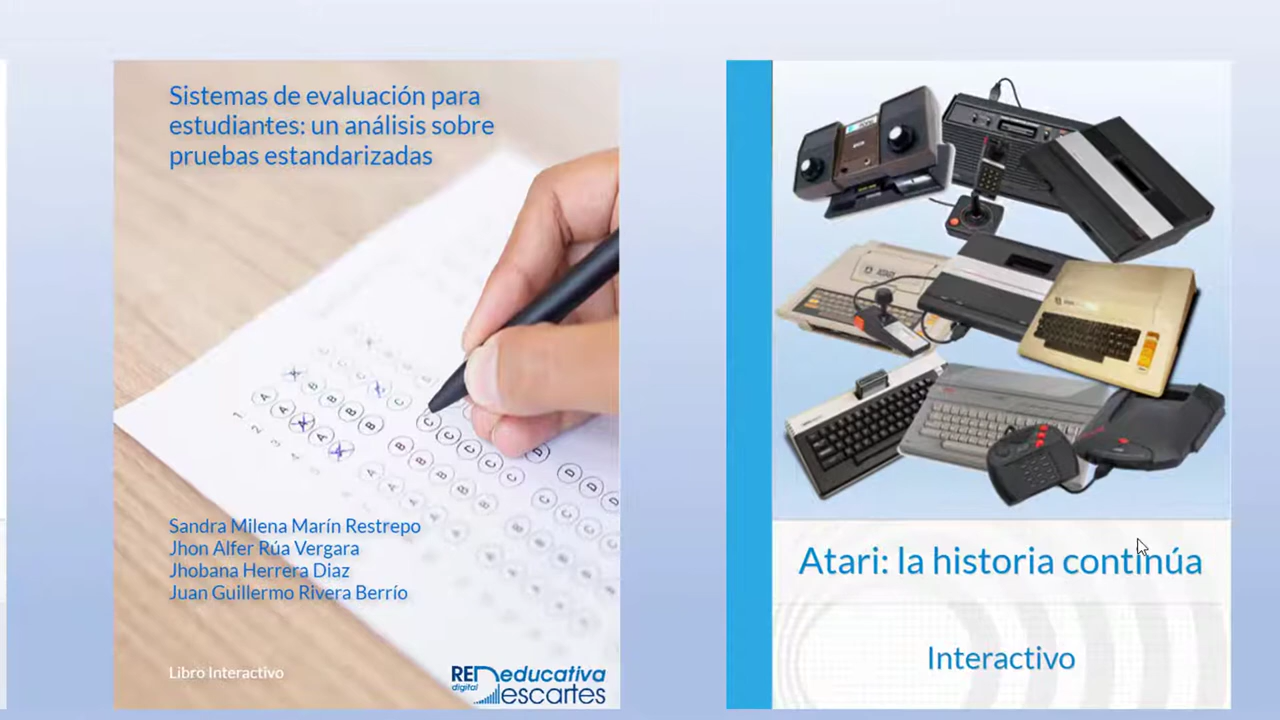 Sistemas de evaluación para
estudiantes: un análisis sobre
pruebas estandarizadas
Sandra Milena Marín Restrepo
Jhon Alfer Rúa Vergara
Jhobana Herrera Diaz
Juan Guillermo Rivera Berrío
Libro Interactivo
RED educativa
digital Descartes
Atari: la historia continúa
Interactivo